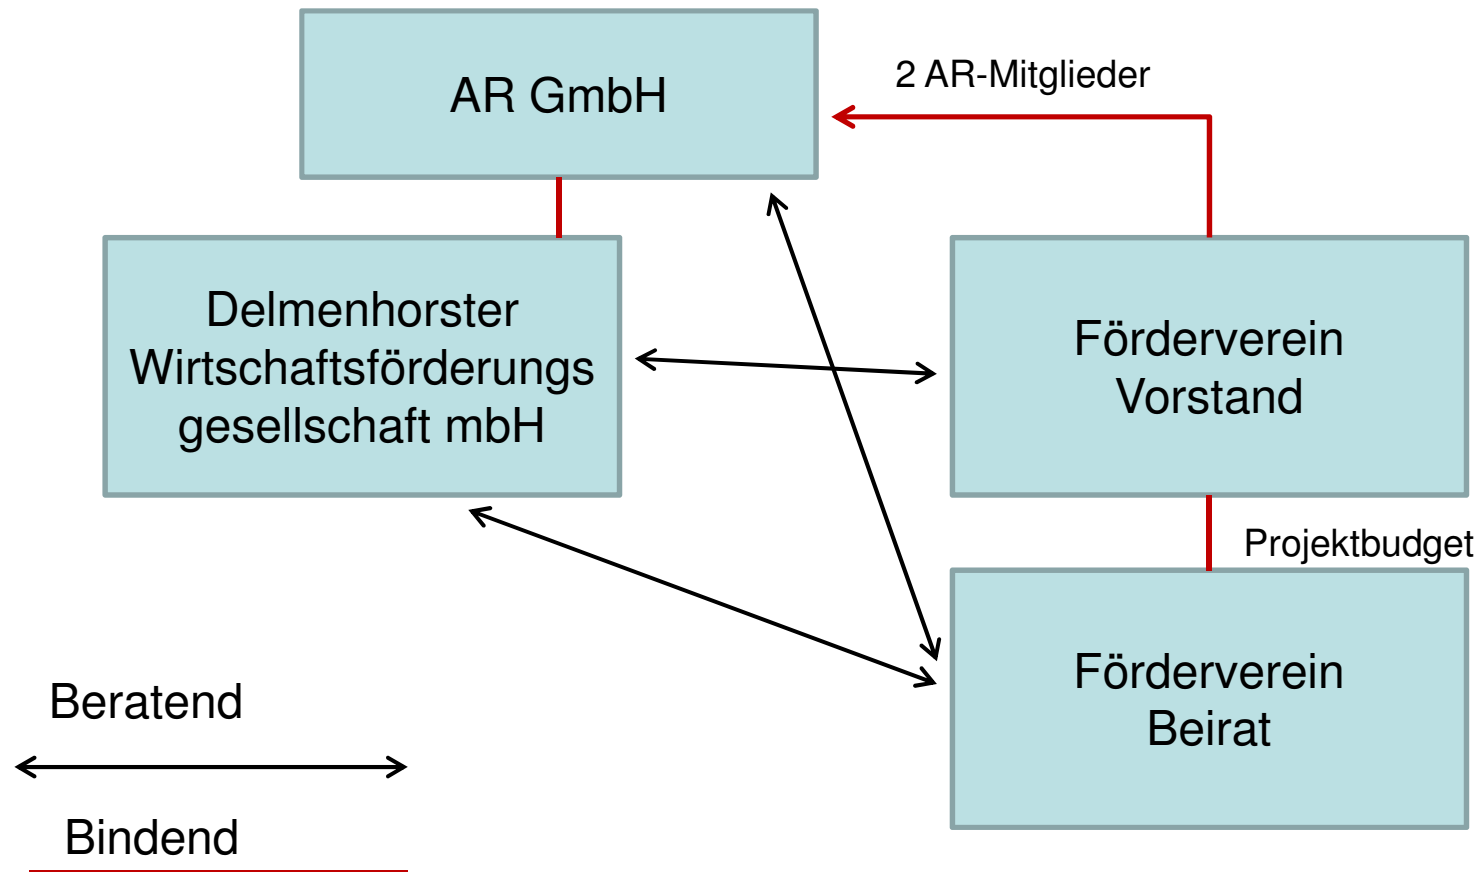 AR GmbH
2 AR-Mitglieder
Delmenhorster
Wirtschaftsförderungs
gesellschaft mbH
Förderverein
Vorstand
Projektbudget
Förderverein
Beirat
Beratend
Bindend